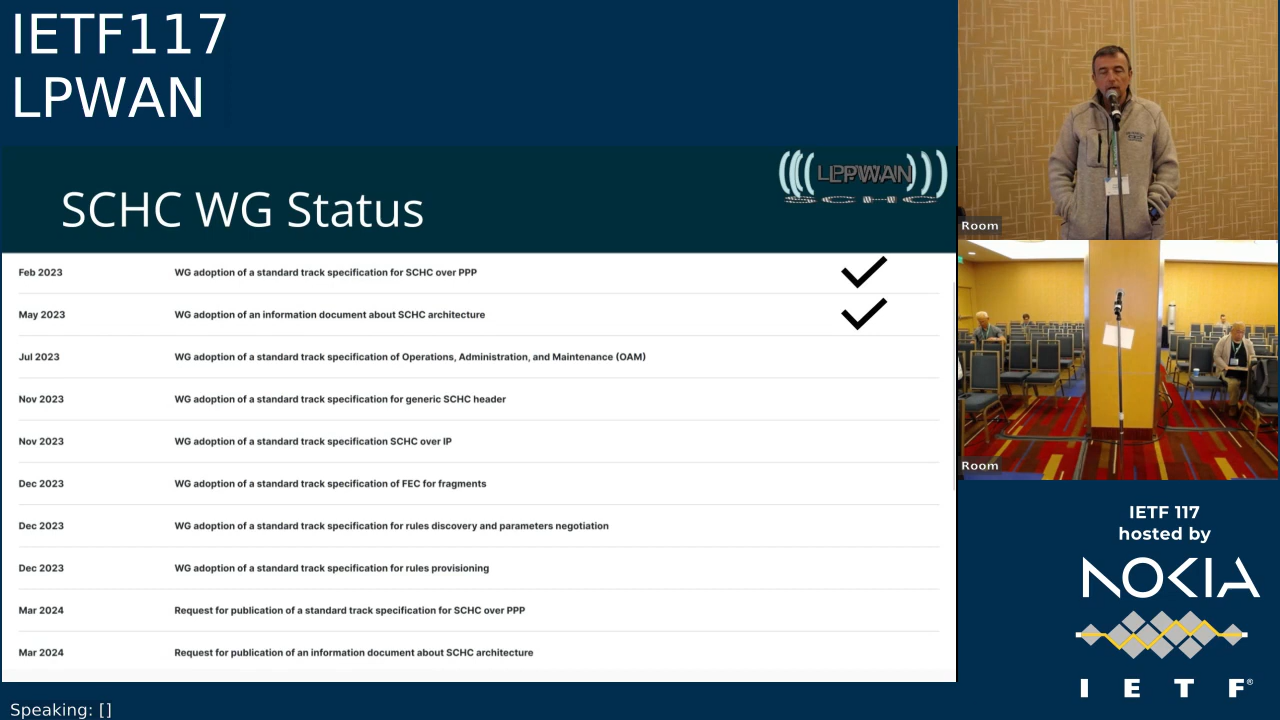 IETF117
LPWAN
LPWAN
SCHC WG Status
Feb 2023 WG adoption of a standard track specification for SCHC over PPP
May 2023 WG adoption of an information document about SCHC architecture
Jul 2023 WG adoption of a standard track specification of Operations, Administration, and Maintenance (OAM)
Nov 2023 WG adoption of a standard track specification for generic SCHC header
Nov 2023 WG adoption of a standard track specification SCHC over IP
Dec 2023 WG adoption of a standard track specification of FEC for fragments
Dec 2023 WG adoption of a standard track specification for rules discovery and parameters negotiation
Dec 2023 WG adoption of a standard track specification for rules provisioning
Mar 2024 Request for publication of a standard track specification for SCHC over PPP
Mar 2024 Request for publication of an information document about SCHC architecture
Speaking: []
Room
Room
IETF 117
hosted by
NOKIA
I E T F®